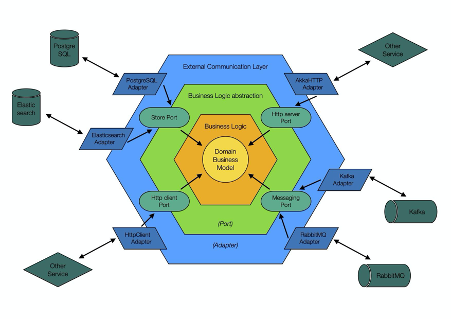 Postgre
SQL
Other
Service
External Communication Layer
PostgreSQL
Adapter
AkkaHTTP
Adapter
Business Logic abstraction
Elastic
search
Store Port
Http server
Port
Business Logic
Elasticsearch
Adapter
Domain
Business
Model
Kafka
Adapter
Http client
Port
Messaging
Port
Kafka
(Port)
HttpClient
Adapter
RabbitMQ
Adapter
(Adapter)
Other
Service
RabbitMQ